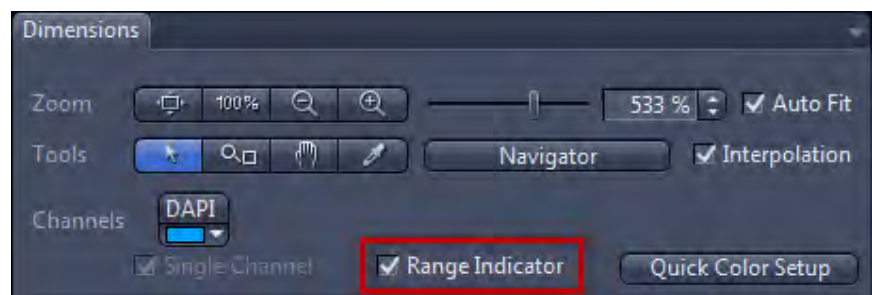 Dimensions
Zoom 100% 533 % Auto Fit
Tools Navigator Interpolation
Channels DAPI
Single Channel Range Indicator Quick Color Setup